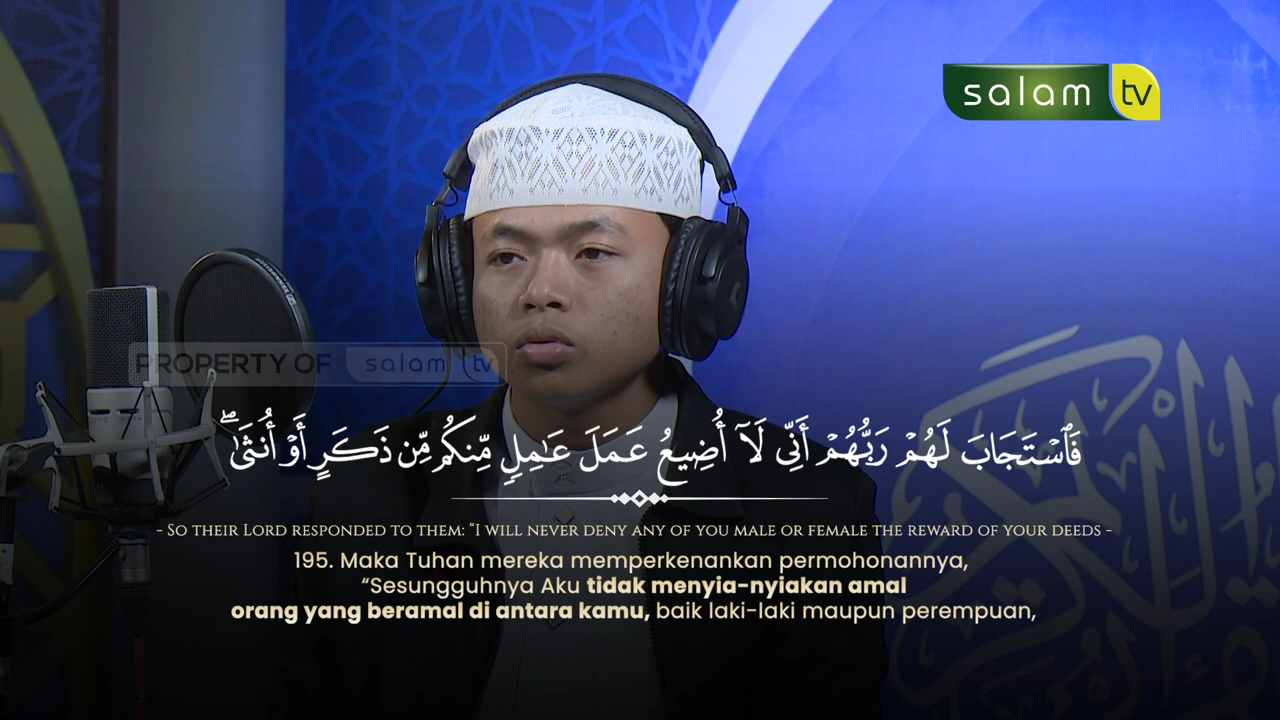 salam tv
PROPERTY OF salam tv
فَٱسْتَجَابَ لَهُمْ رَبُّهُمْ أَنِّى لَآ أُضِيعُ عَمَلَ عَـٰمِلٍ مِّنكُم مِّن ذَكَرٍ أَوْ أُنثَىٰ ۖ
- So their Lord responded to them: “I will never deny any of you male or female the reward of your deeds -
195. Maka Tuhan mereka memperkenankan permohonannya,
“Sesungguhnya Aku tidak menyia-nyiakan amal
orang yang beramal di antara kamu, baik laki-laki maupun perempuan,